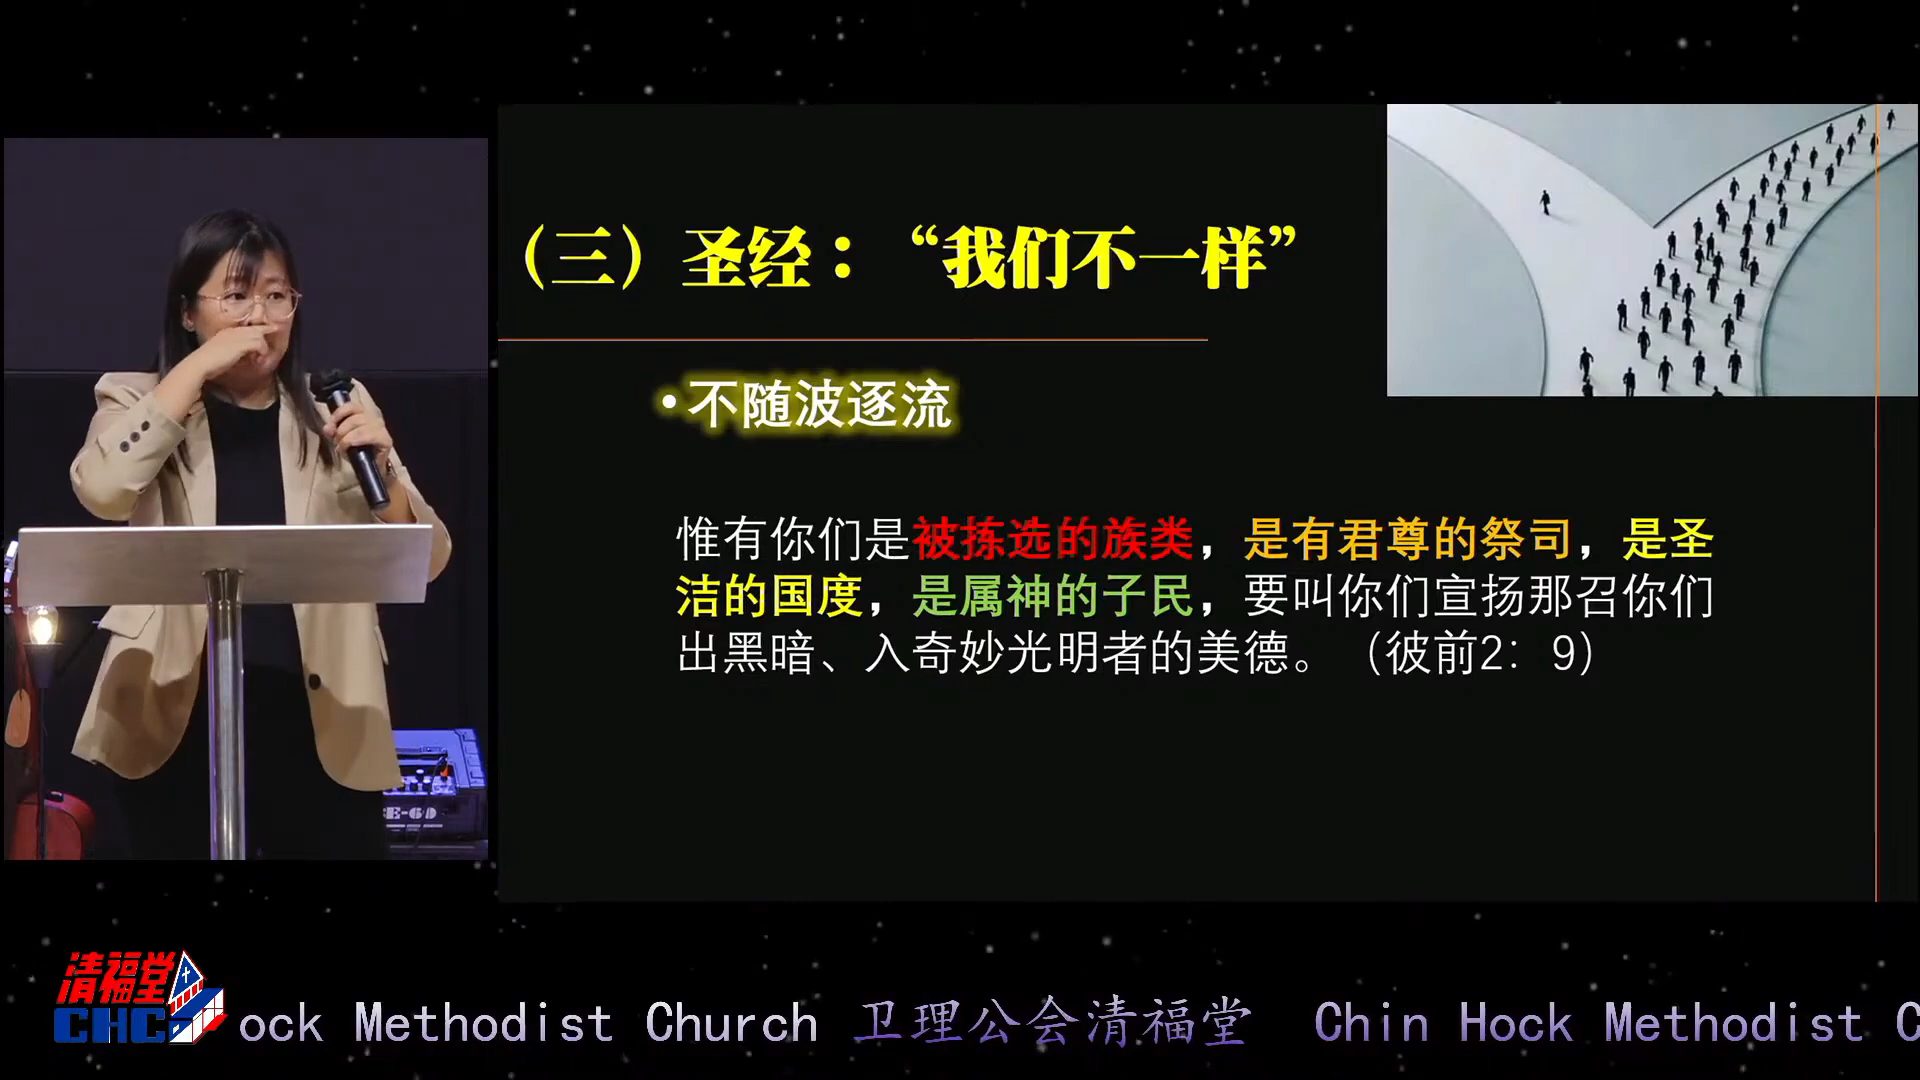 （三）圣经：“我们不一样”
•不随波逐流
惟有你们是被拣选的族类，是有君尊的祭司，是圣
洁的国度，是属神的子民，要叫你们宣扬那召你们
出黑暗、入奇妙光明者的美德。（彼前2：9）
E-60
清福堂
CHC
ock Methodist Church 卫理公会清福堂 Chin Hock Methodist C